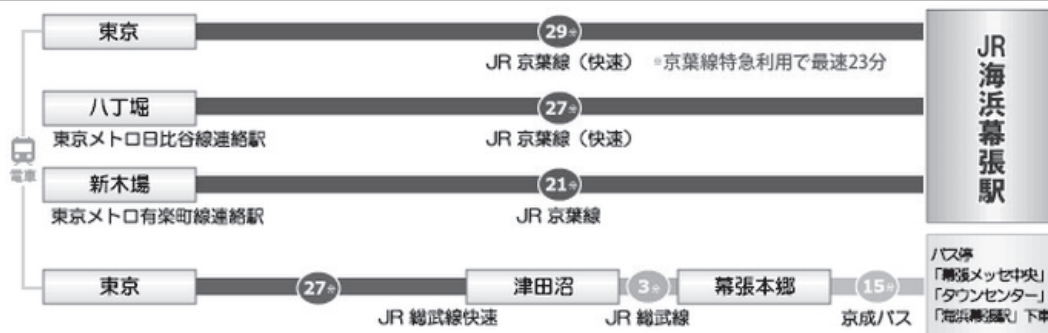 東京
29分
JR 京葉線（快速） ※京葉線特急利用で最速23分
八丁堀
27分
東京メトロ日比谷線連絡駅
JR 京葉線（快速）
新木場
21分
東京メトロ有楽町線連絡駅
JR 京葉線
JR海浜幕張駅
電車
東京
27分
JR 総武線快速
津田沼
3分
JR 総武線
幕張本郷
15分
京成バス
バス停
「幕張メッセ中央」
「タウンセンター」
「海浜幕張駅」下車